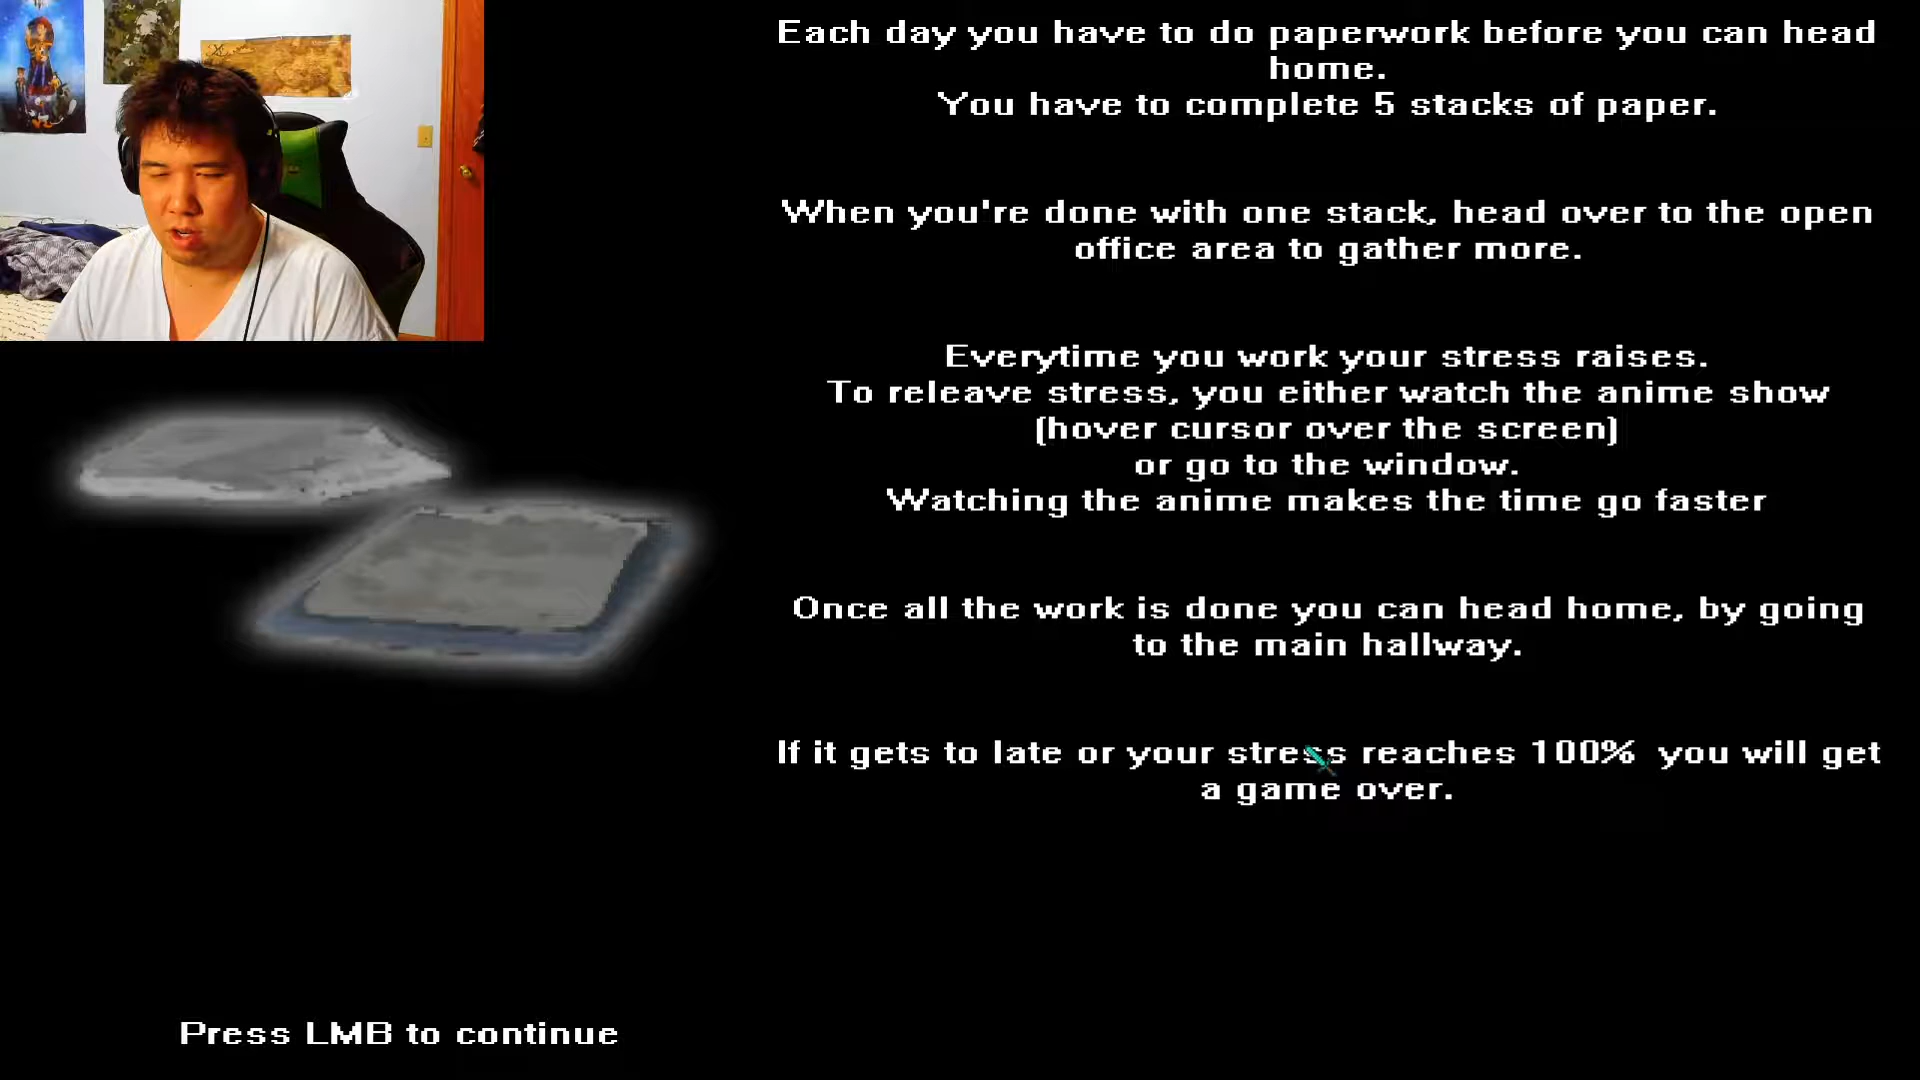 Each day you have to do paperwork before you can head
home.
You have to complete 5 stacks of paper.
When you're done with one stack, head over to the open
office area to gather more.
Everytime you work your stress raises.
To releave stress, you either watch the anime show
(hover cursor over the screen)
or go to the window.
Watching the anime makes the time go faster
Once all the work is done you can head home, by going
to the main hallway.
If it gets to late or your stress reaches 100% you will get
a game over.
Press LMB to continue